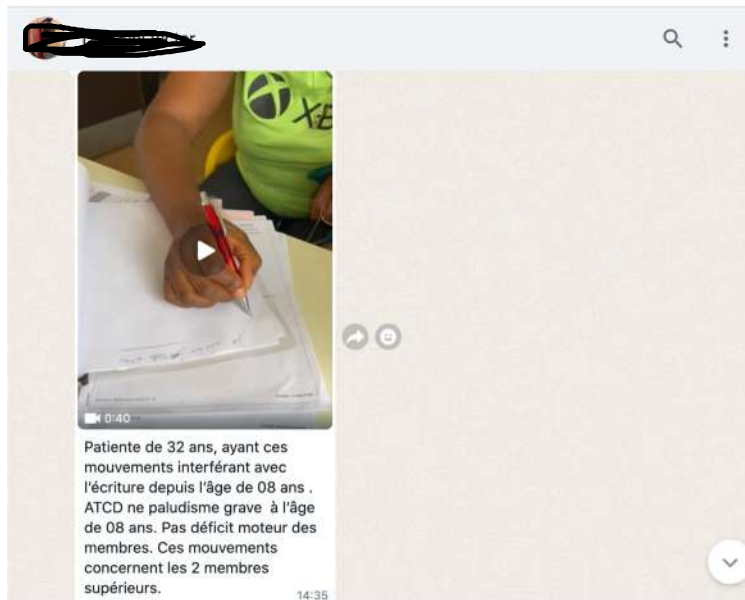 XB
0:40
Patiente de 32 ans, ayant ces
mouvements interférant avec
l'écriture depuis l'âge de 08 ans .
ATCD ne paludisme grave à l'âge
de 08 ans. Pas déficit moteur des
membres. Ces mouvements
concernent les 2 membres
supérieurs.
14:35